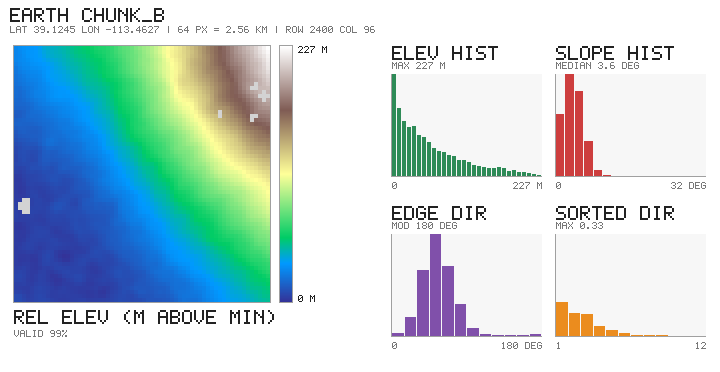 EARTH CHUNK_B
LAT 39.1245 LON -113.4627 | 64 PX = 2.56 KM | ROW 2400 COL 96
227 M
0 M
REL ELEV (M ABOVE MIN)
VALID 99%
ELEV HIST
MAX 227 M
0 227 M
SLOPE HIST
MEDIAN 3.6 DEG
0 32 DEG
EDGE DIR
MOD 180 DEG
0 180 DEG
SORTED DIR
MAX 0.33
1 12